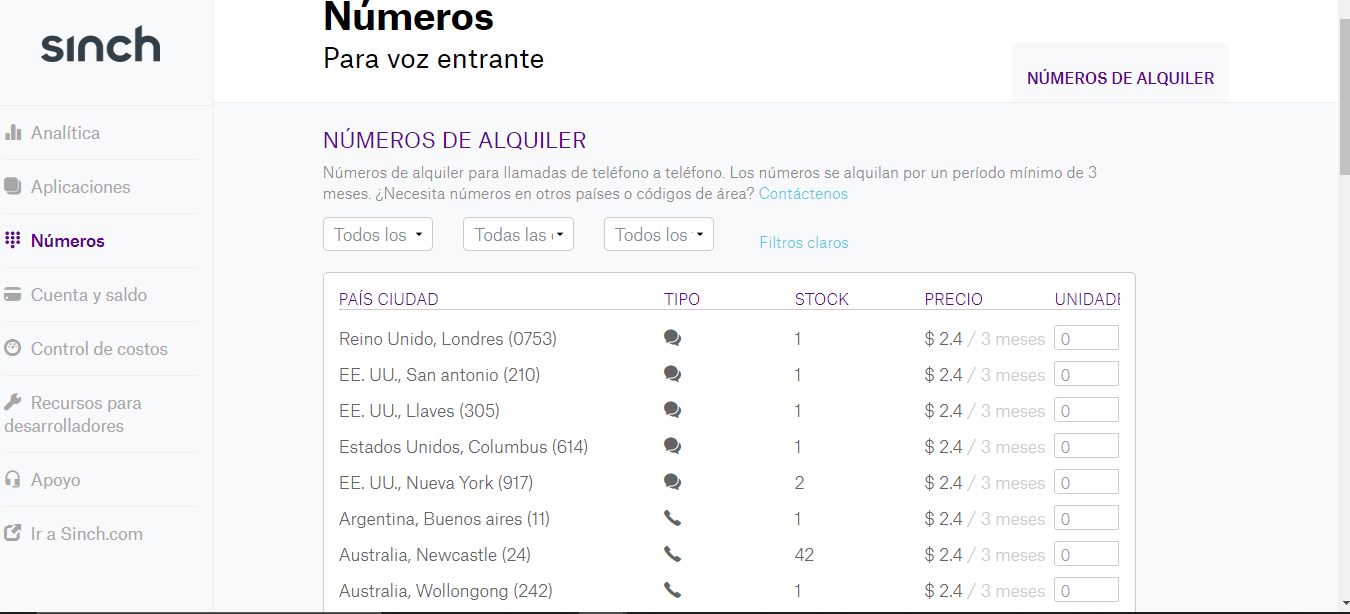 sinch
Analítica
Aplicaciones
Números
Cuenta y saldo
Control de costos
Recursos para
desarrolladores
Apoyo
Ir a Sinch.com
Números
Para voz entrante
NÚMEROS DE ALQUILER
NÚMEROS DE ALQUILER
Números de alquiler para llamadas de teléfono a teléfono. Los números se alquilan por un período mínimo de 3
meses. ¿Necesita números en otros países o códigos de área? Contáctenos
Todos los Todas las Todos los Filtros claros
PAÍS CIUDAD TIPO STOCK PRECIO UNIDADE
Reino Unido, Londres (0753) 1 $ 2.4 / 3 meses 0
EE. UU., San antonio (210) 1 $ 2.4 / 3 meses 0
EE. UU., Llaves (305) 1 $ 2.4 / 3 meses 0
Estados Unidos, Columbus (614) 1 $ 2.4 / 3 meses 0
EE. UU., Nueva York (917) 2 $ 2.4 / 3 meses 0
Argentina, Buenos aires (11) 1 $ 2.4 / 3 meses 0
Australia, Newcastle (24) 42 $ 2.4 / 3 meses 0
Australia, Wollongong (242) 1 $ 2.4 / 3 meses 0